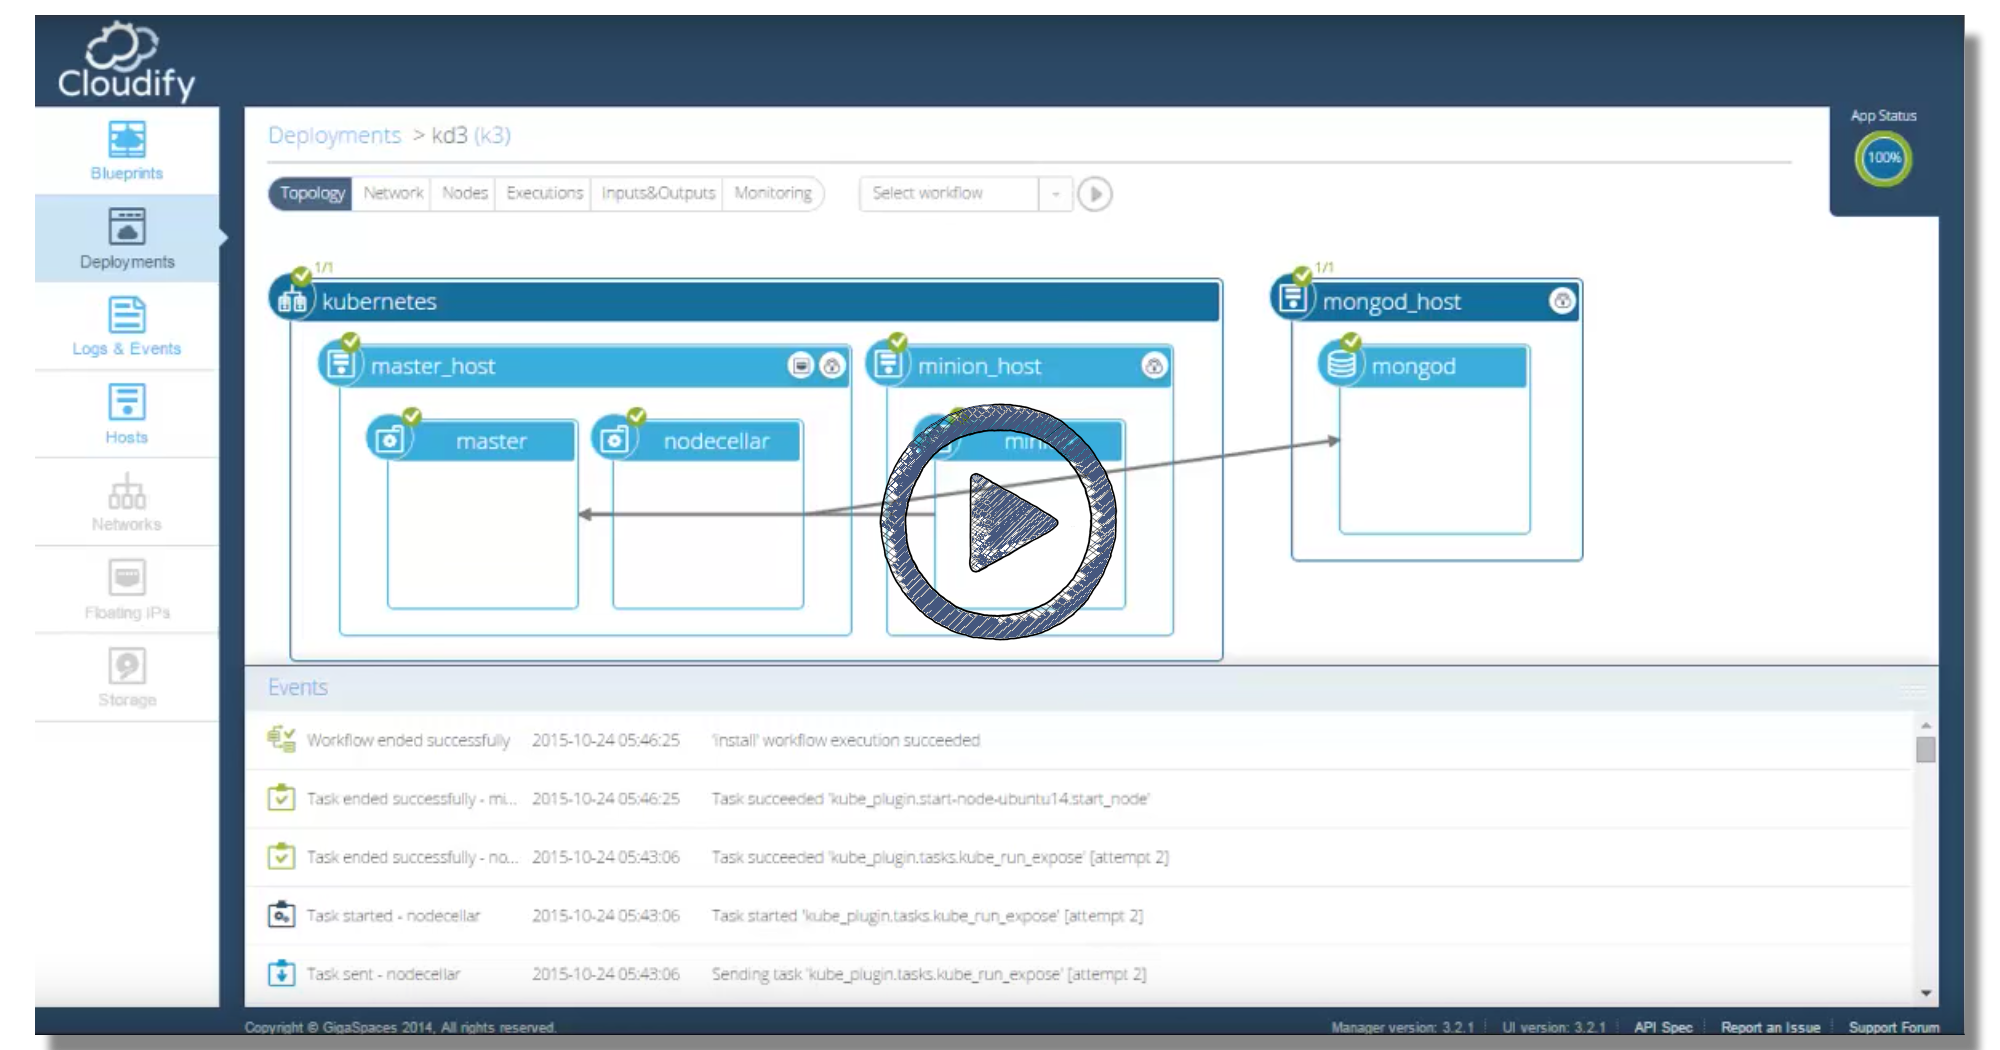 Cloudify
App Status
100%
Blueprints
Deployments
Logs & Events
Hosts
Networks
Floating IPs
Storage
Deployments > kd3 (k3)
Topology Network Nodes Executions Inputs&Outputs Monitoring Select workflow
1/1 1/1
kubernetes mongod_host
master_host minion_host mongod
master nodecellar
Events
Workflow ended successfully 2015-10-24 05:46:25 'install' workflow execution succeeded
Task ended successfully - mi... 2015-10-24 05:46:25 Task succeeded 'kube_plugin.start-node-ubuntu14.start_node'
Task ended successfully - no... 2015-10-24 05:43:06 Task succeeded 'kube_plugin.tasks.kube_run_expose' [attempt 2]
Task started - nodecellar 2015-10-24 05:43:06 Task started 'kube_plugin.tasks.kube_run_expose' [attempt 2]
Task sent - nodecellar 2015-10-24 05:43:06 Sending task 'kube_plugin.tasks.kube_run_expose' [attempt 2]
Copyright © GigaSpaces 2014, All rights reserved. Manager version: 3.2.1 UI version: 3.2.1 API Spec Report an Issue Support Forum